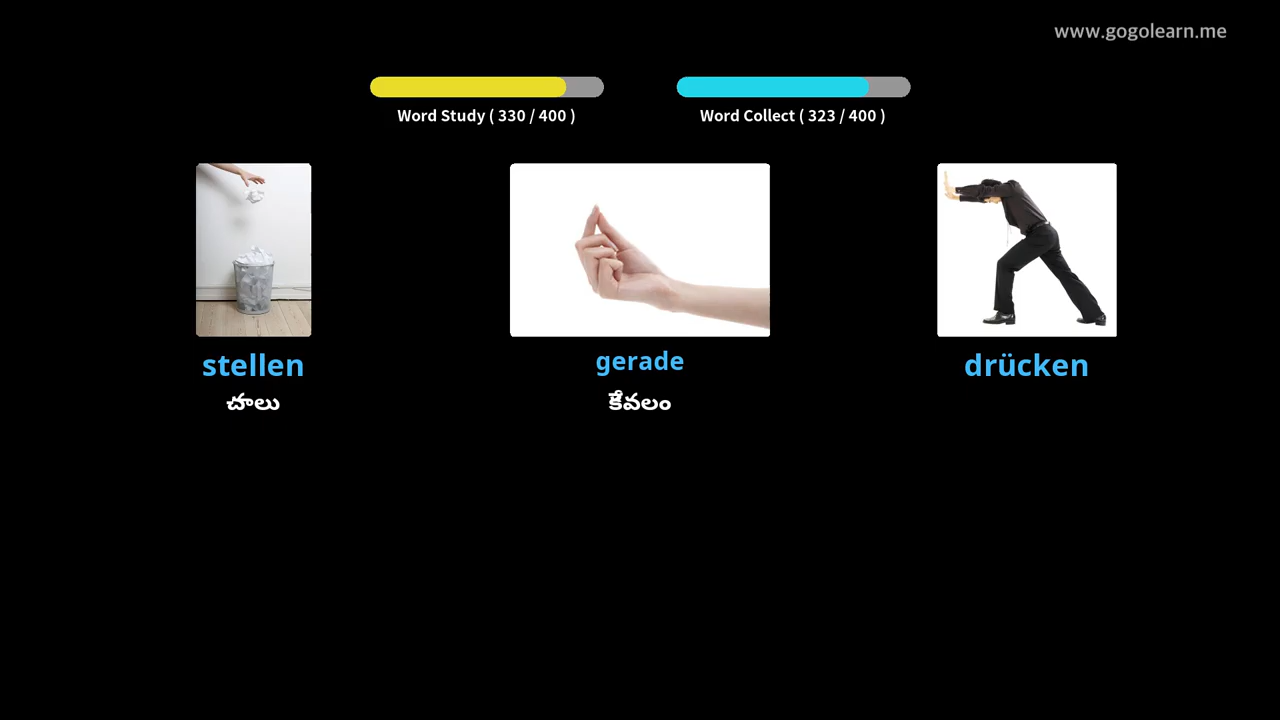 www.gogolearn.me
Word Study ( 330 / 400 )
Word Collect ( 323 / 400 )
stellen
gerade
drücken
చాలు
కేవలం